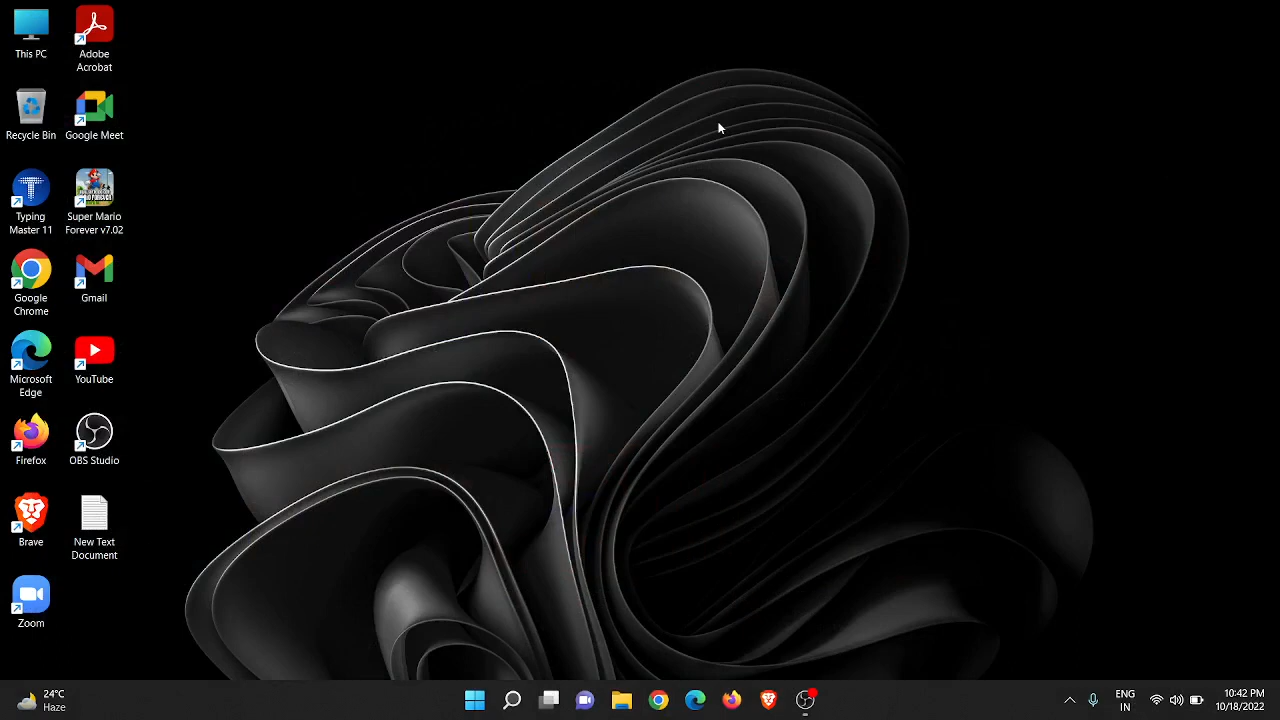 This PC
Adobe
Acrobat
Recycle Bin
Google Meet
Typing
Master 11
Super Mario
Forever v7.02
Google
Chrome
Gmail
Microsoft
Edge
YouTube
Firefox
OBS Studio
Brave
New Text
Document
Zoom
24°C
Haze
ENG
IN
10:42 PM
10/18/2022